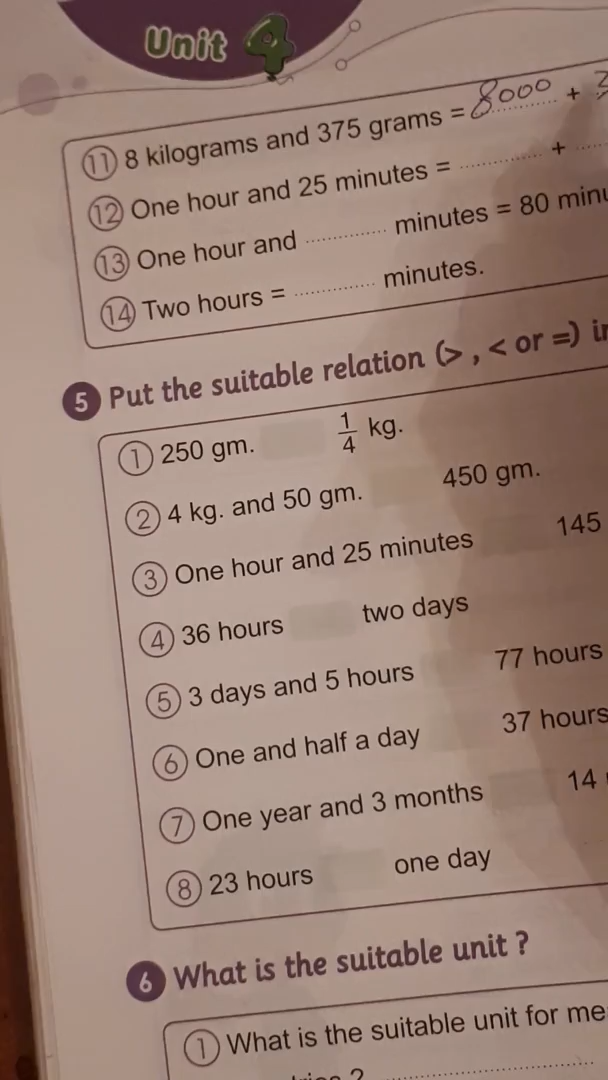 Unit 4
11 8 kilograms and 375 grams = 8000 + 3
12 One hour and 25 minutes = ............ +
13 One hour and ............ minutes = 80
14 Two hours = ............ minutes.
5 Put the suitable relation (> , < or =)
1 250 gm. 1/4 kg.
2 4 kg. and 50 gm. 450 gm.
3 One hour and 25 minutes 145
4 36 hours two days
5 3 days and 5 hours 77 hours
6 One and half a day 37 hours
7 One year and 3 months 14
8 23 hours one day
6 What is the suitable unit ?
1 What is the suitable unit for